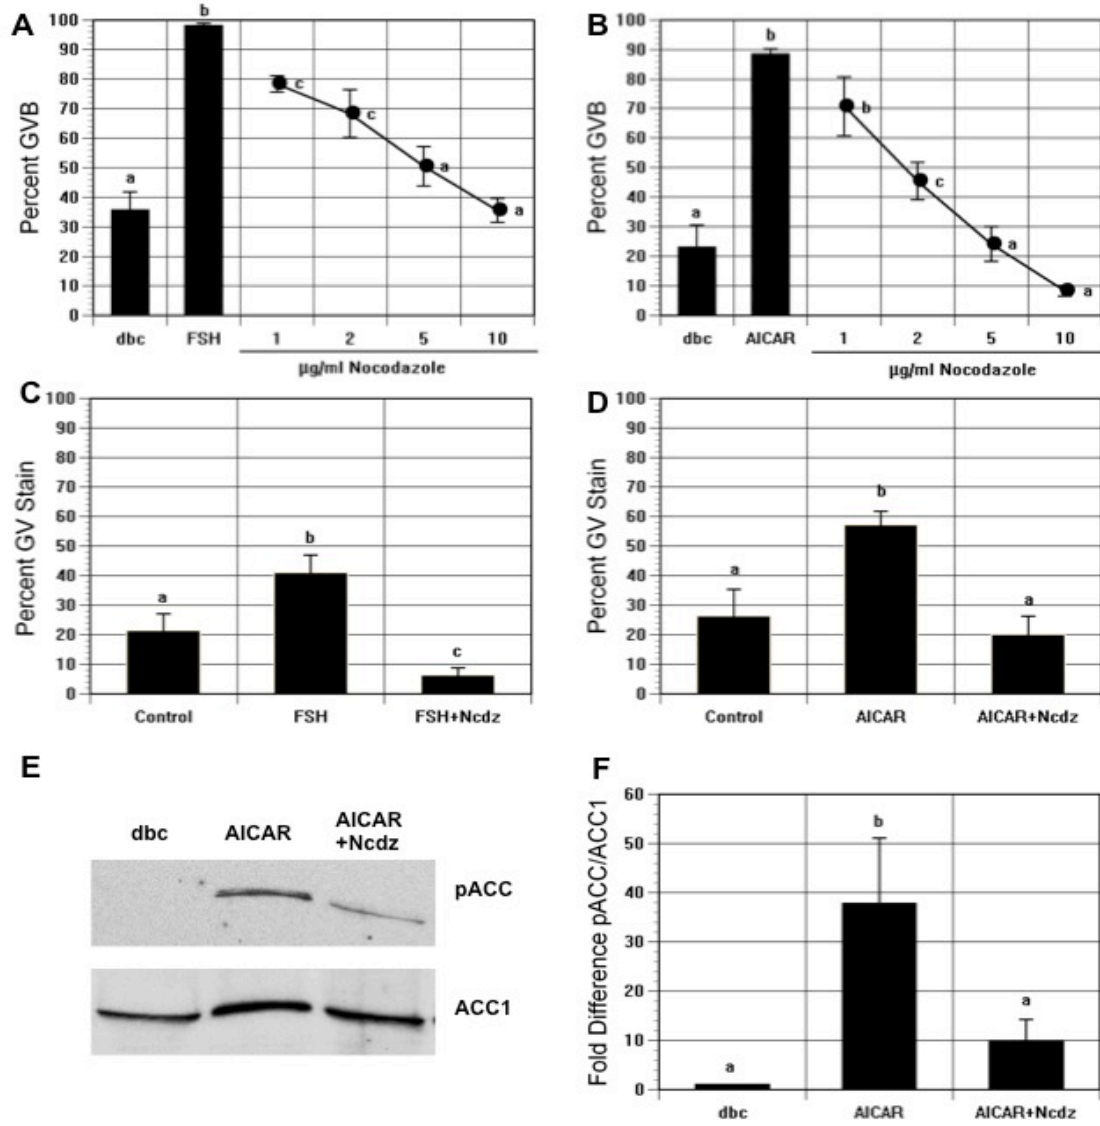 A
Percent GVB
100
90
80
70
60
50
40
30
20
10
0
a
b
c
c
a
a
dbc FSH 1 2 5 10
µg/ml Nocodazole
B
Percent GVB
100
90
80
70
60
50
40
30
20
10
0
a
b
b
c
a
a
dbc AICAR 1 2 5 10
µg/ml Nocodazole
C
Percent GV Stain
100
90
80
70
60
50
40
30
20
10
0
a
b
c
Control FSH FSH+Ncdz
D
Percent GV Stain
100
90
80
70
60
50
40
30
20
10
0
a
b
a
Control AICAR AICAR+Ncdz
E
dbc AICAR AICAR
+Ncdz
pACC
ACC1
F
Fold Difference pACC/ACC1
60
50
40
30
20
10
0
a
b
a
dbc AICAR AICAR+Ncdz